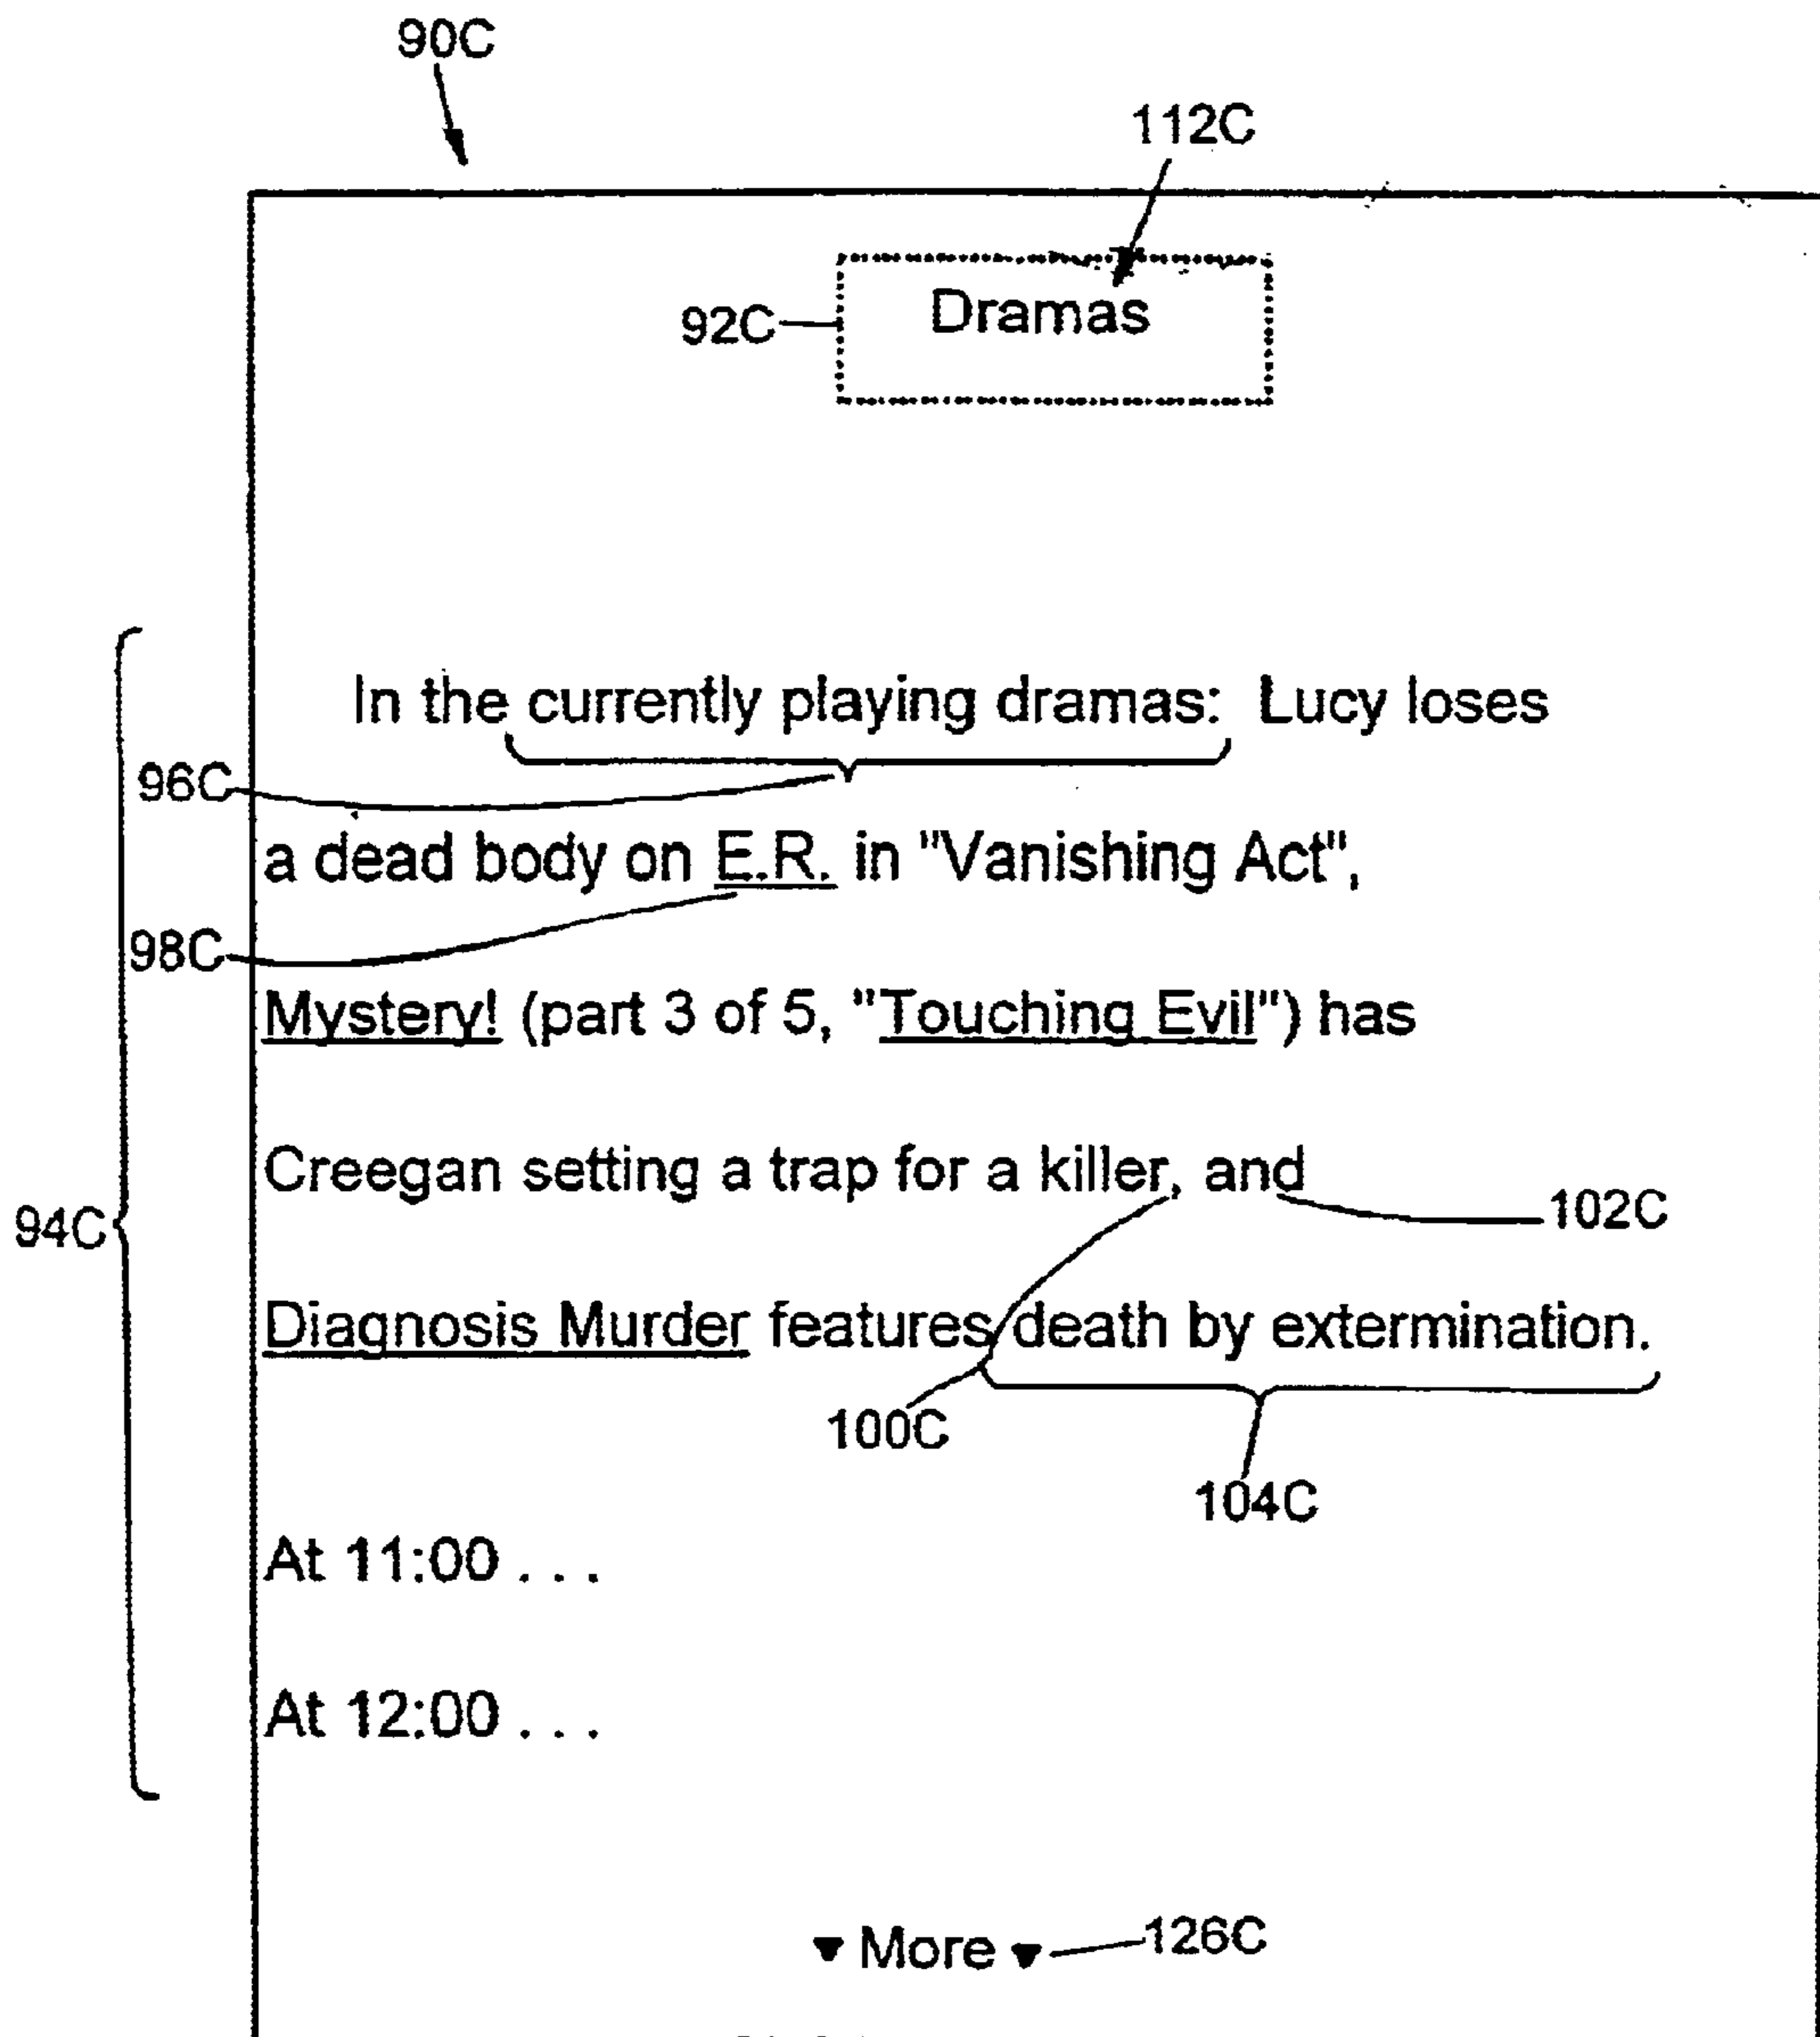 90C
112C
92C
Dramas
In the currently playing dramas: Lucy loses
96C
a dead body on E.R. in "Vanishing Act",
98C
Mystery! (part 3 of 5, "Touching Evil") has
Creegan setting a trap for a killer, and
94C
102C
Diagnosis Murder features death by extermination.
100C
104C
At 11:00 . . .
At 12:00 . . .
▼ More ▼
126C